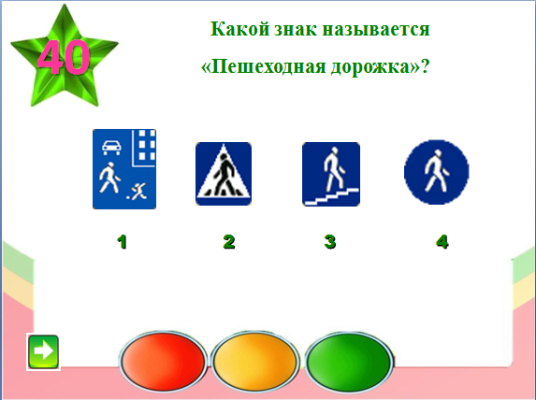 40
Какой знак называется
«Пешеходная дорожка»?
1 2 3 4